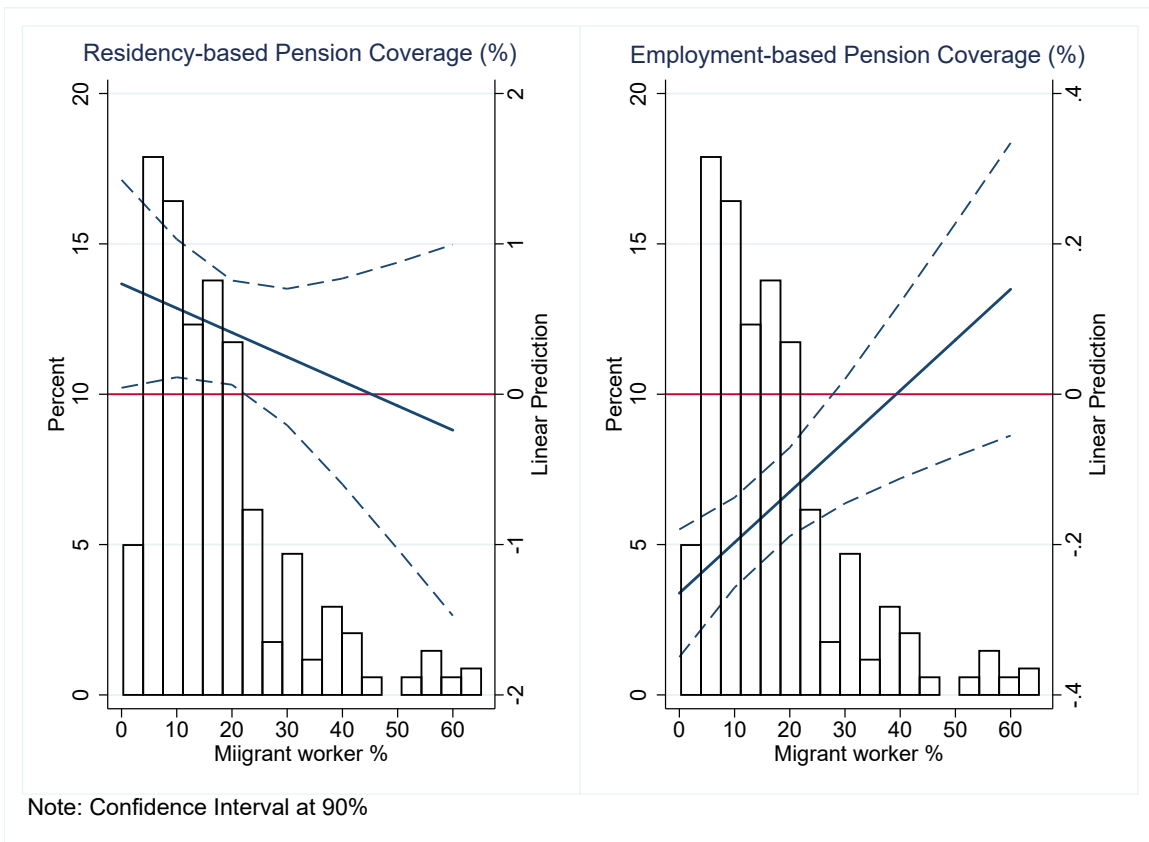 Residency-based Pension Coverage (%)
20
15
10
5
0
Percent
2
1
0
-1
-2
Linear Prediction
0 10 20 30 40 50 60
Miigrant worker %
Employment-based Pension Coverage (%)
20
15
10
5
0
Percent
.4
.2
0
-.2
-.4
Linear Prediction
0 10 20 30 40 50 60
Migrant worker %
Note: Confidence Interval at 90%